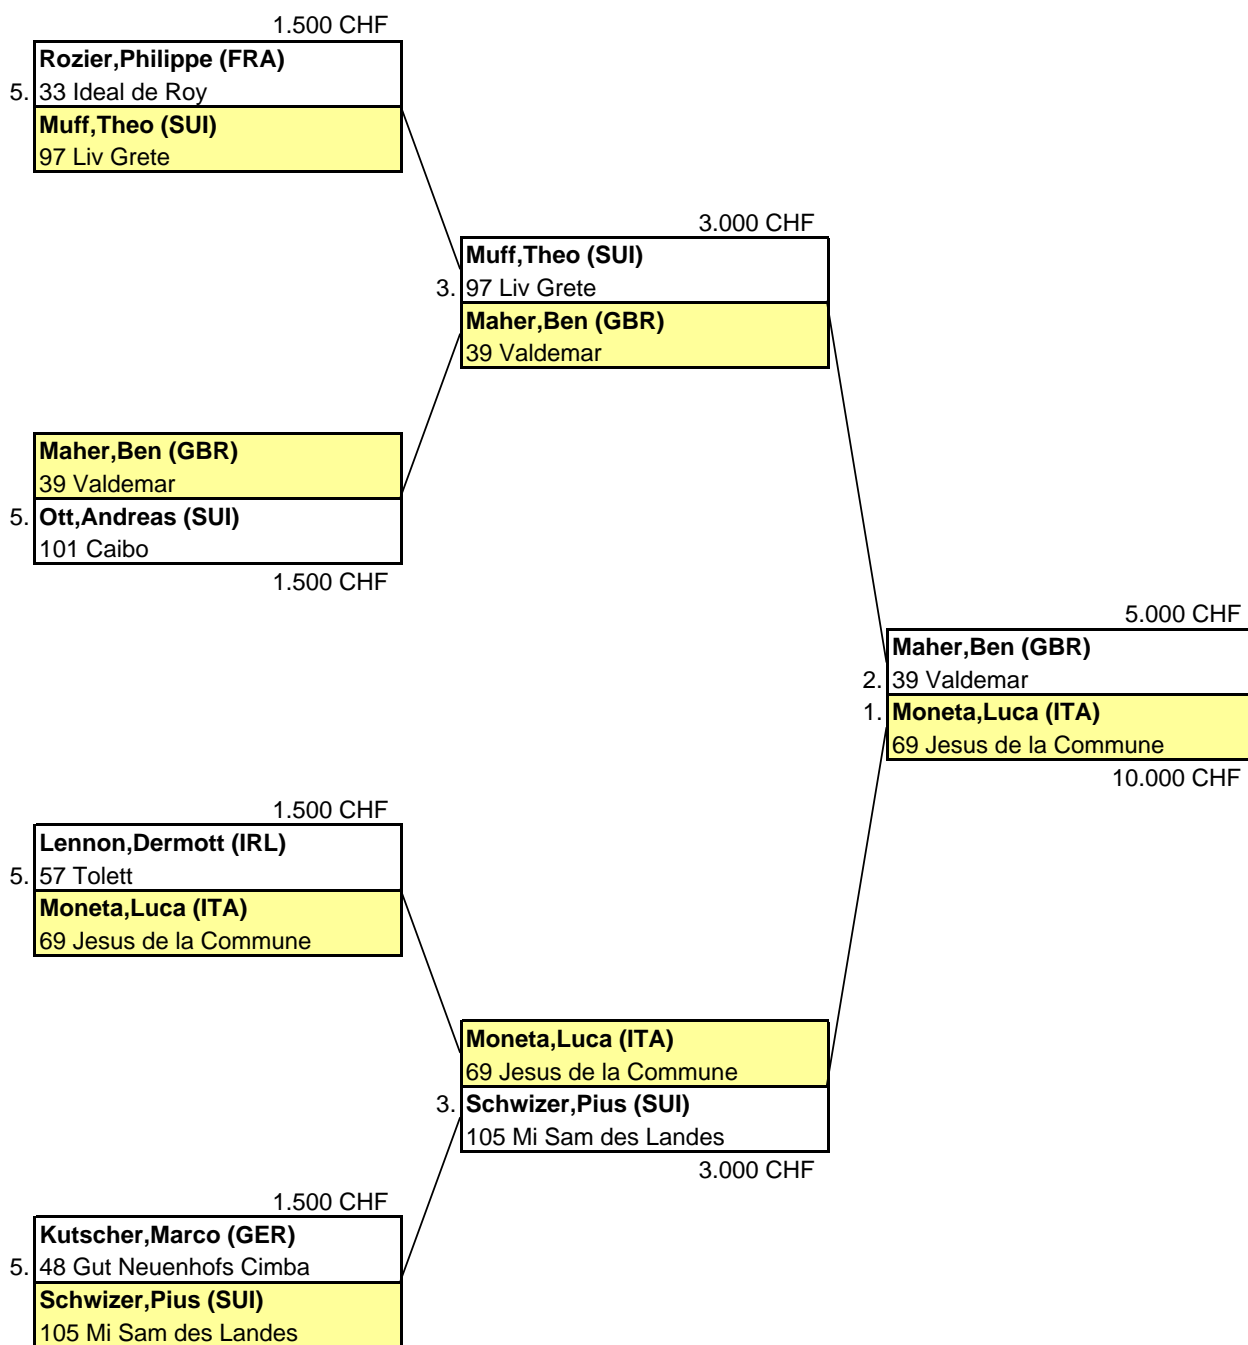 1.500 CHF
Rozier,Philippe (FRA)
5. 33 Ideal de Roy
Muff,Theo (SUI)
97 Liv Grete
3.000 CHF
Muff,Theo (SUI)
3. 97 Liv Grete
Maher,Ben (GBR)
39 Valdemar
Maher,Ben (GBR)
39 Valdemar
5. Ott,Andreas (SUI)
101 Caibo
1.500 CHF
5.000 CHF
Maher,Ben (GBR)
2. 39 Valdemar
1. Moneta,Luca (ITA)
69 Jesus de la Commune
10.000 CHF
1.500 CHF
Lennon,Dermott (IRL)
5. 57 Tolett
Moneta,Luca (ITA)
69 Jesus de la Commune
Moneta,Luca (ITA)
69 Jesus de la Commune
3. Schwizer,Pius (SUI)
105 Mi Sam des Landes
3.000 CHF
1.500 CHF
Kutscher,Marco (GER)
5. 48 Gut Neuenhofs Cimba
Schwizer,Pius (SUI)
105 Mi Sam des Landes